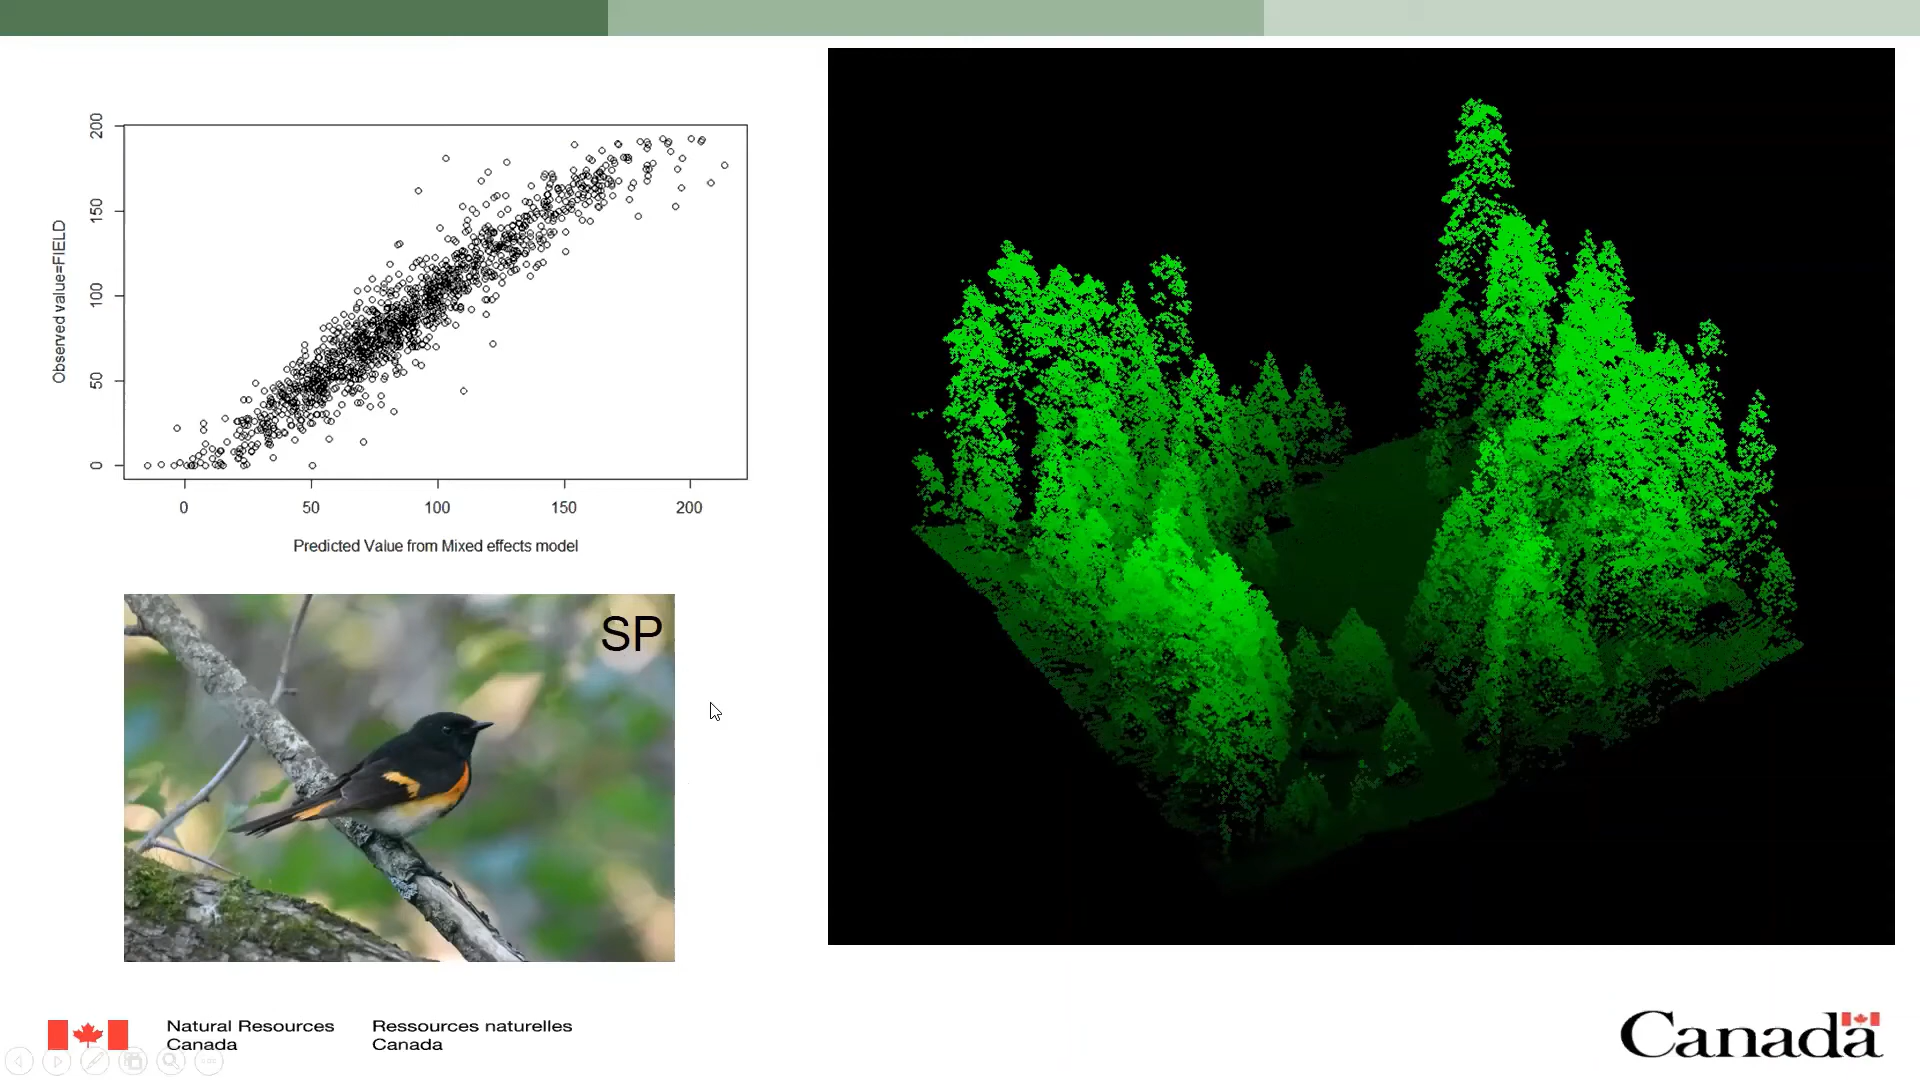 200
150
100
50
0
Observed value=FIELD
0 50 100 150 200
Predicted Value from Mixed effects model
SP
Natural Resources Ressources naturelles
Canada Canada
Canada